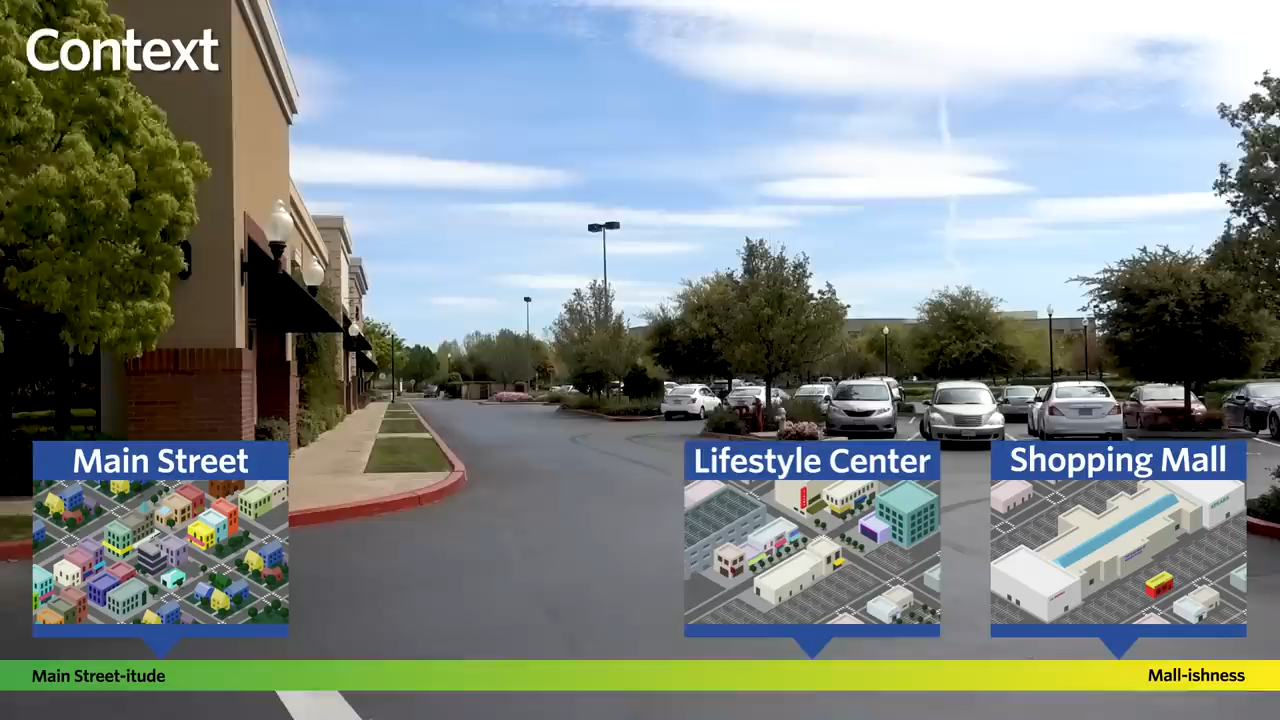 Context
Main Street
Lifestyle Center
Shopping Mall
Main Street-itude
Mall-ishness